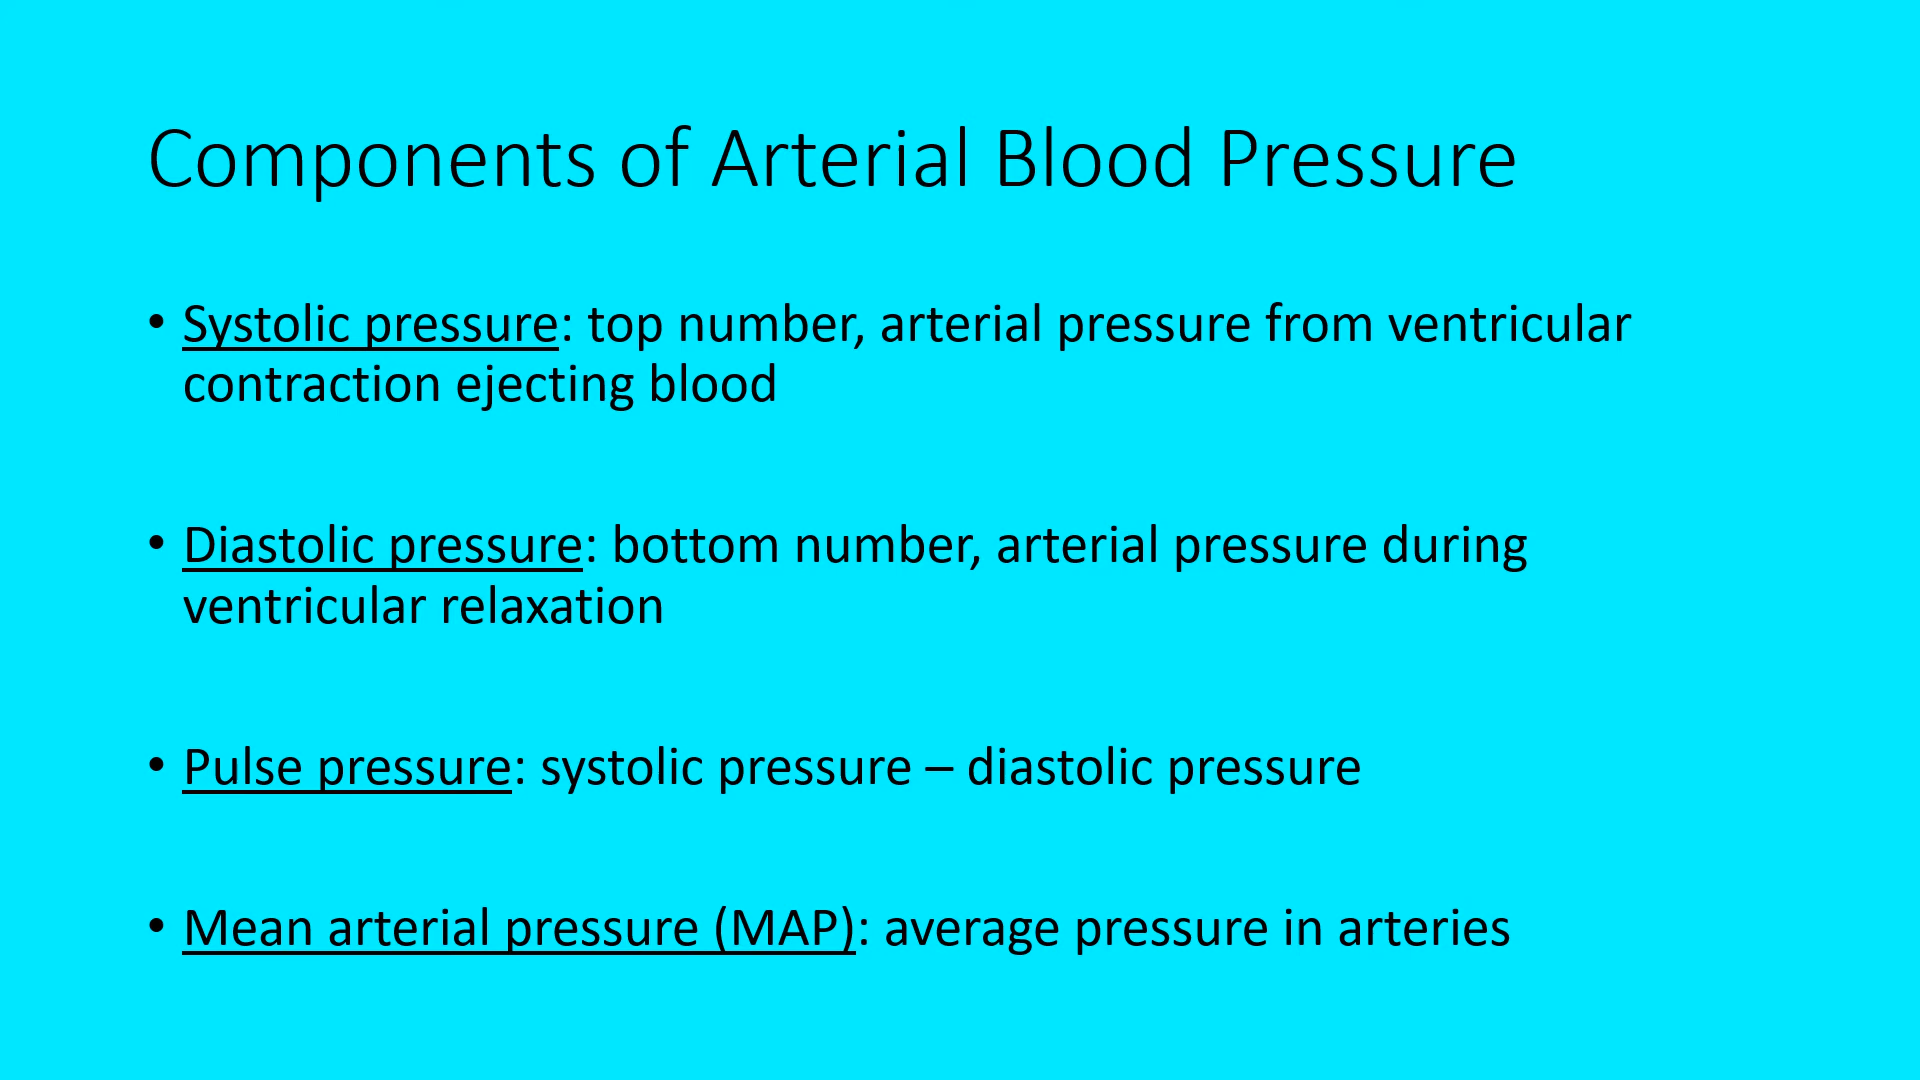 Components of Arterial Blood Pressure
• Systolic pressure: top number, arterial pressure from ventricular
contraction ejecting blood
• Diastolic pressure: bottom number, arterial pressure during
ventricular relaxation
• Pulse pressure: systolic pressure – diastolic pressure
• Mean arterial pressure (MAP): average pressure in arteries